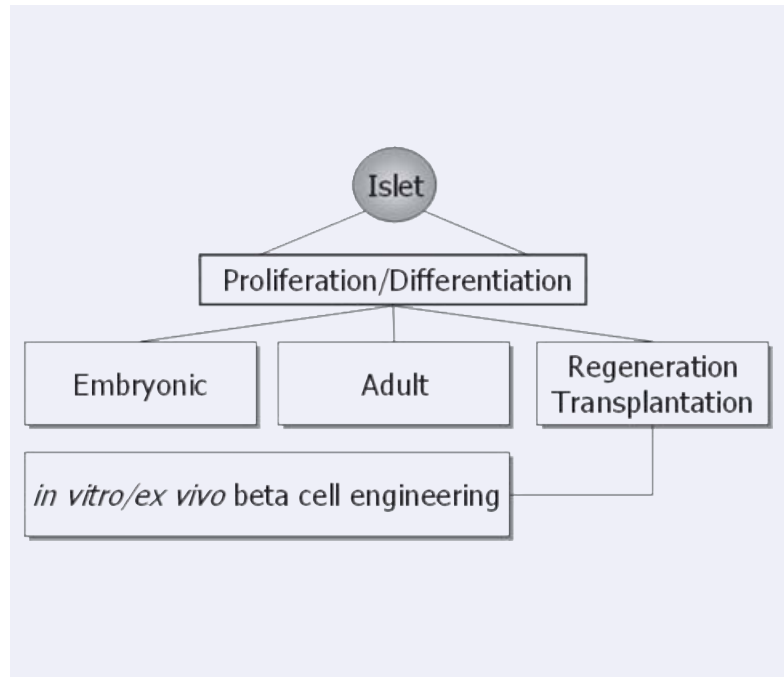 Islet
Proliferation/Differentiation
Embryonic
Adult
Regeneration
Transplantation
in vitro/ex vivo beta cell engineering